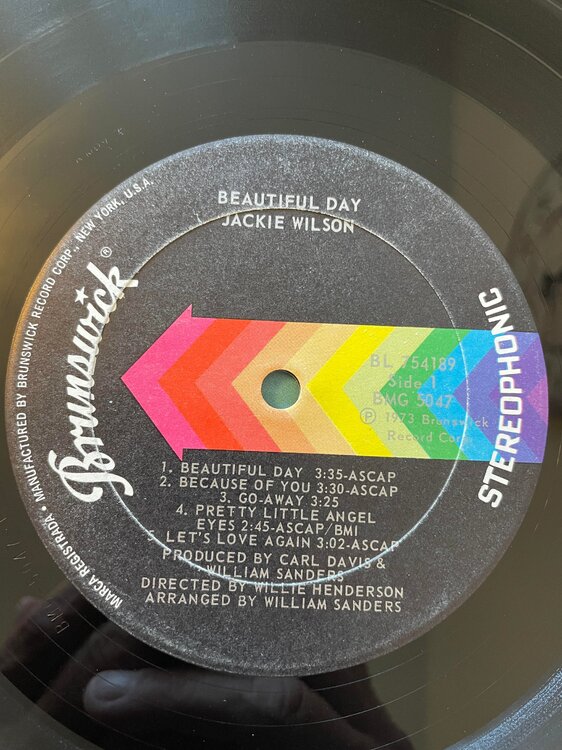 BEAUTIFUL DAY
JACKIE WILSON
MANUFACTURED BY BRUNSWICK RECORD CORP., NEW YORK, U.S.A.
MARCA REGISTRADA •
Brunswick®
STEREOPHONIC
BL 754189
Side 1
BMG 5047
Ⓟ 1973 Brunswick
Record Corp.
1. BEAUTIFUL DAY 3:35-ASCAP
2. BECAUSE OF YOU 3:30-ASCAP
3. GO-AWAY 3:25
4. PRETTY LITTLE ANGEL
EYES 2:45-ASCAP/BMI
5. LET'S LOVE AGAIN 3:02-ASCAP
PRODUCED BY CARL DAVIS &
WILLIAM SANDERS
DIRECTED BY WILLIE HENDERSON
ARRANGED BY WILLIAM SANDERS